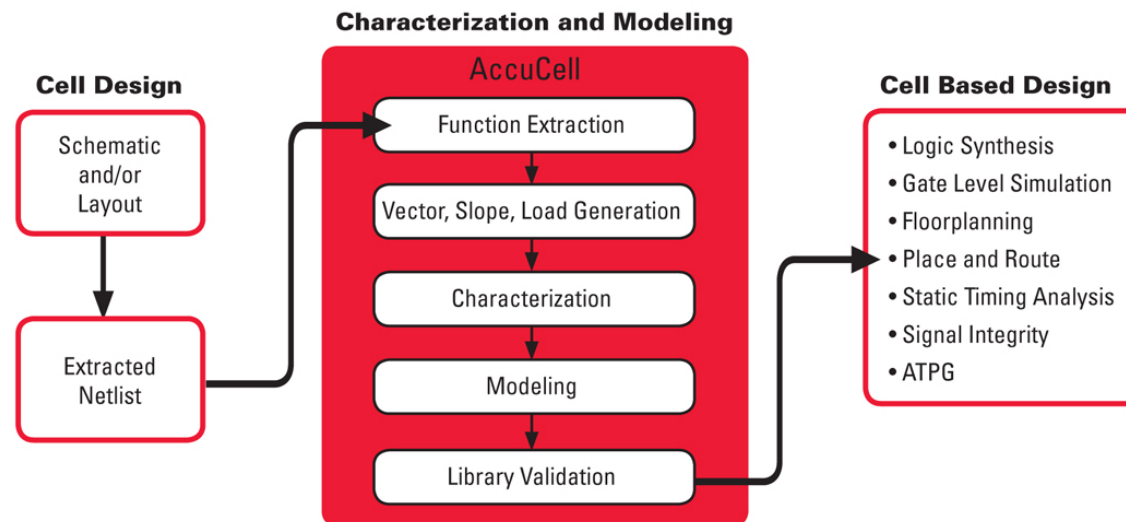 Characterization and Modeling
Cell Design
Schematic
and/or
Layout
Extracted
Netlist
AccuCell
Function Extraction
Vector, Slope, Load Generation
Characterization
Modeling
Library Validation
Cell Based Design
• Logic Synthesis
• Gate Level Simulation
• Floorplanning
• Place and Route
• Static Timing Analysis
• Signal Integrity
• ATPG